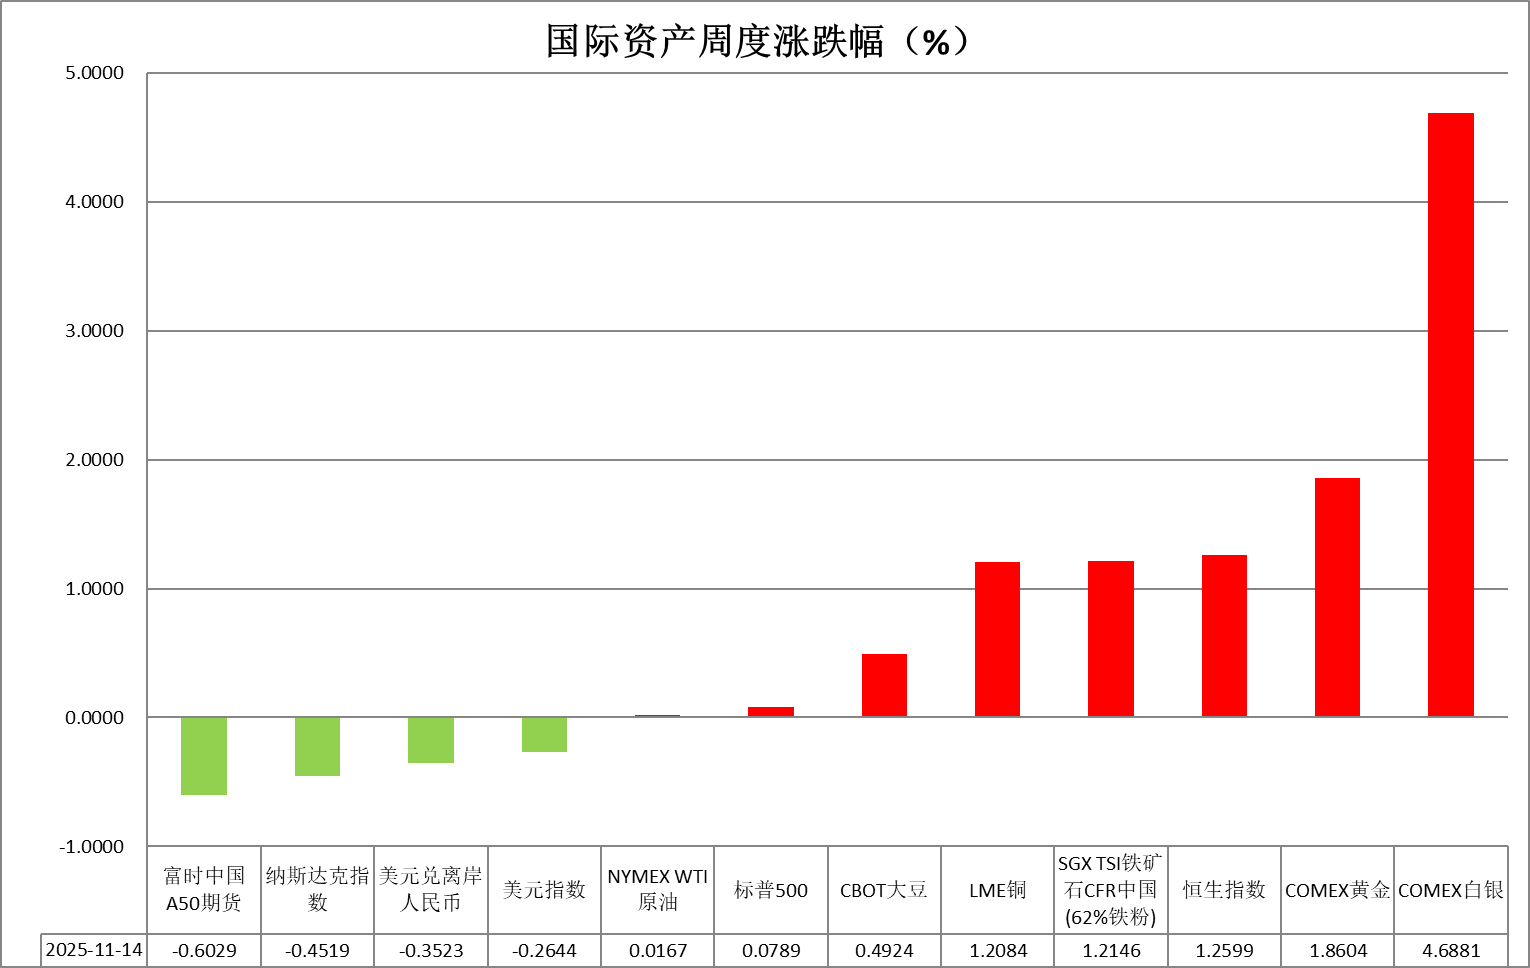 国际资产周度涨跌幅（%）
5.0000
4.0000
3.0000
2.0000
1.0000
0.0000
-1.0000
富时中国
A50期货
纳斯达克指
数
美元兑离岸
人民币
美元指数
NYMEX WTI
原油
标普500
CBOT大豆
LME铜
SGX TSI铁矿
石CFR中国
(62%铁粉)
恒生指数
COMEX黄金
COMEX白银
2025-11-14 -0.6029 -0.4519 -0.3523 -0.2644 0.0167 0.0789 0.4924 1.2084 1.2146 1.2599 1.8604 4.6881